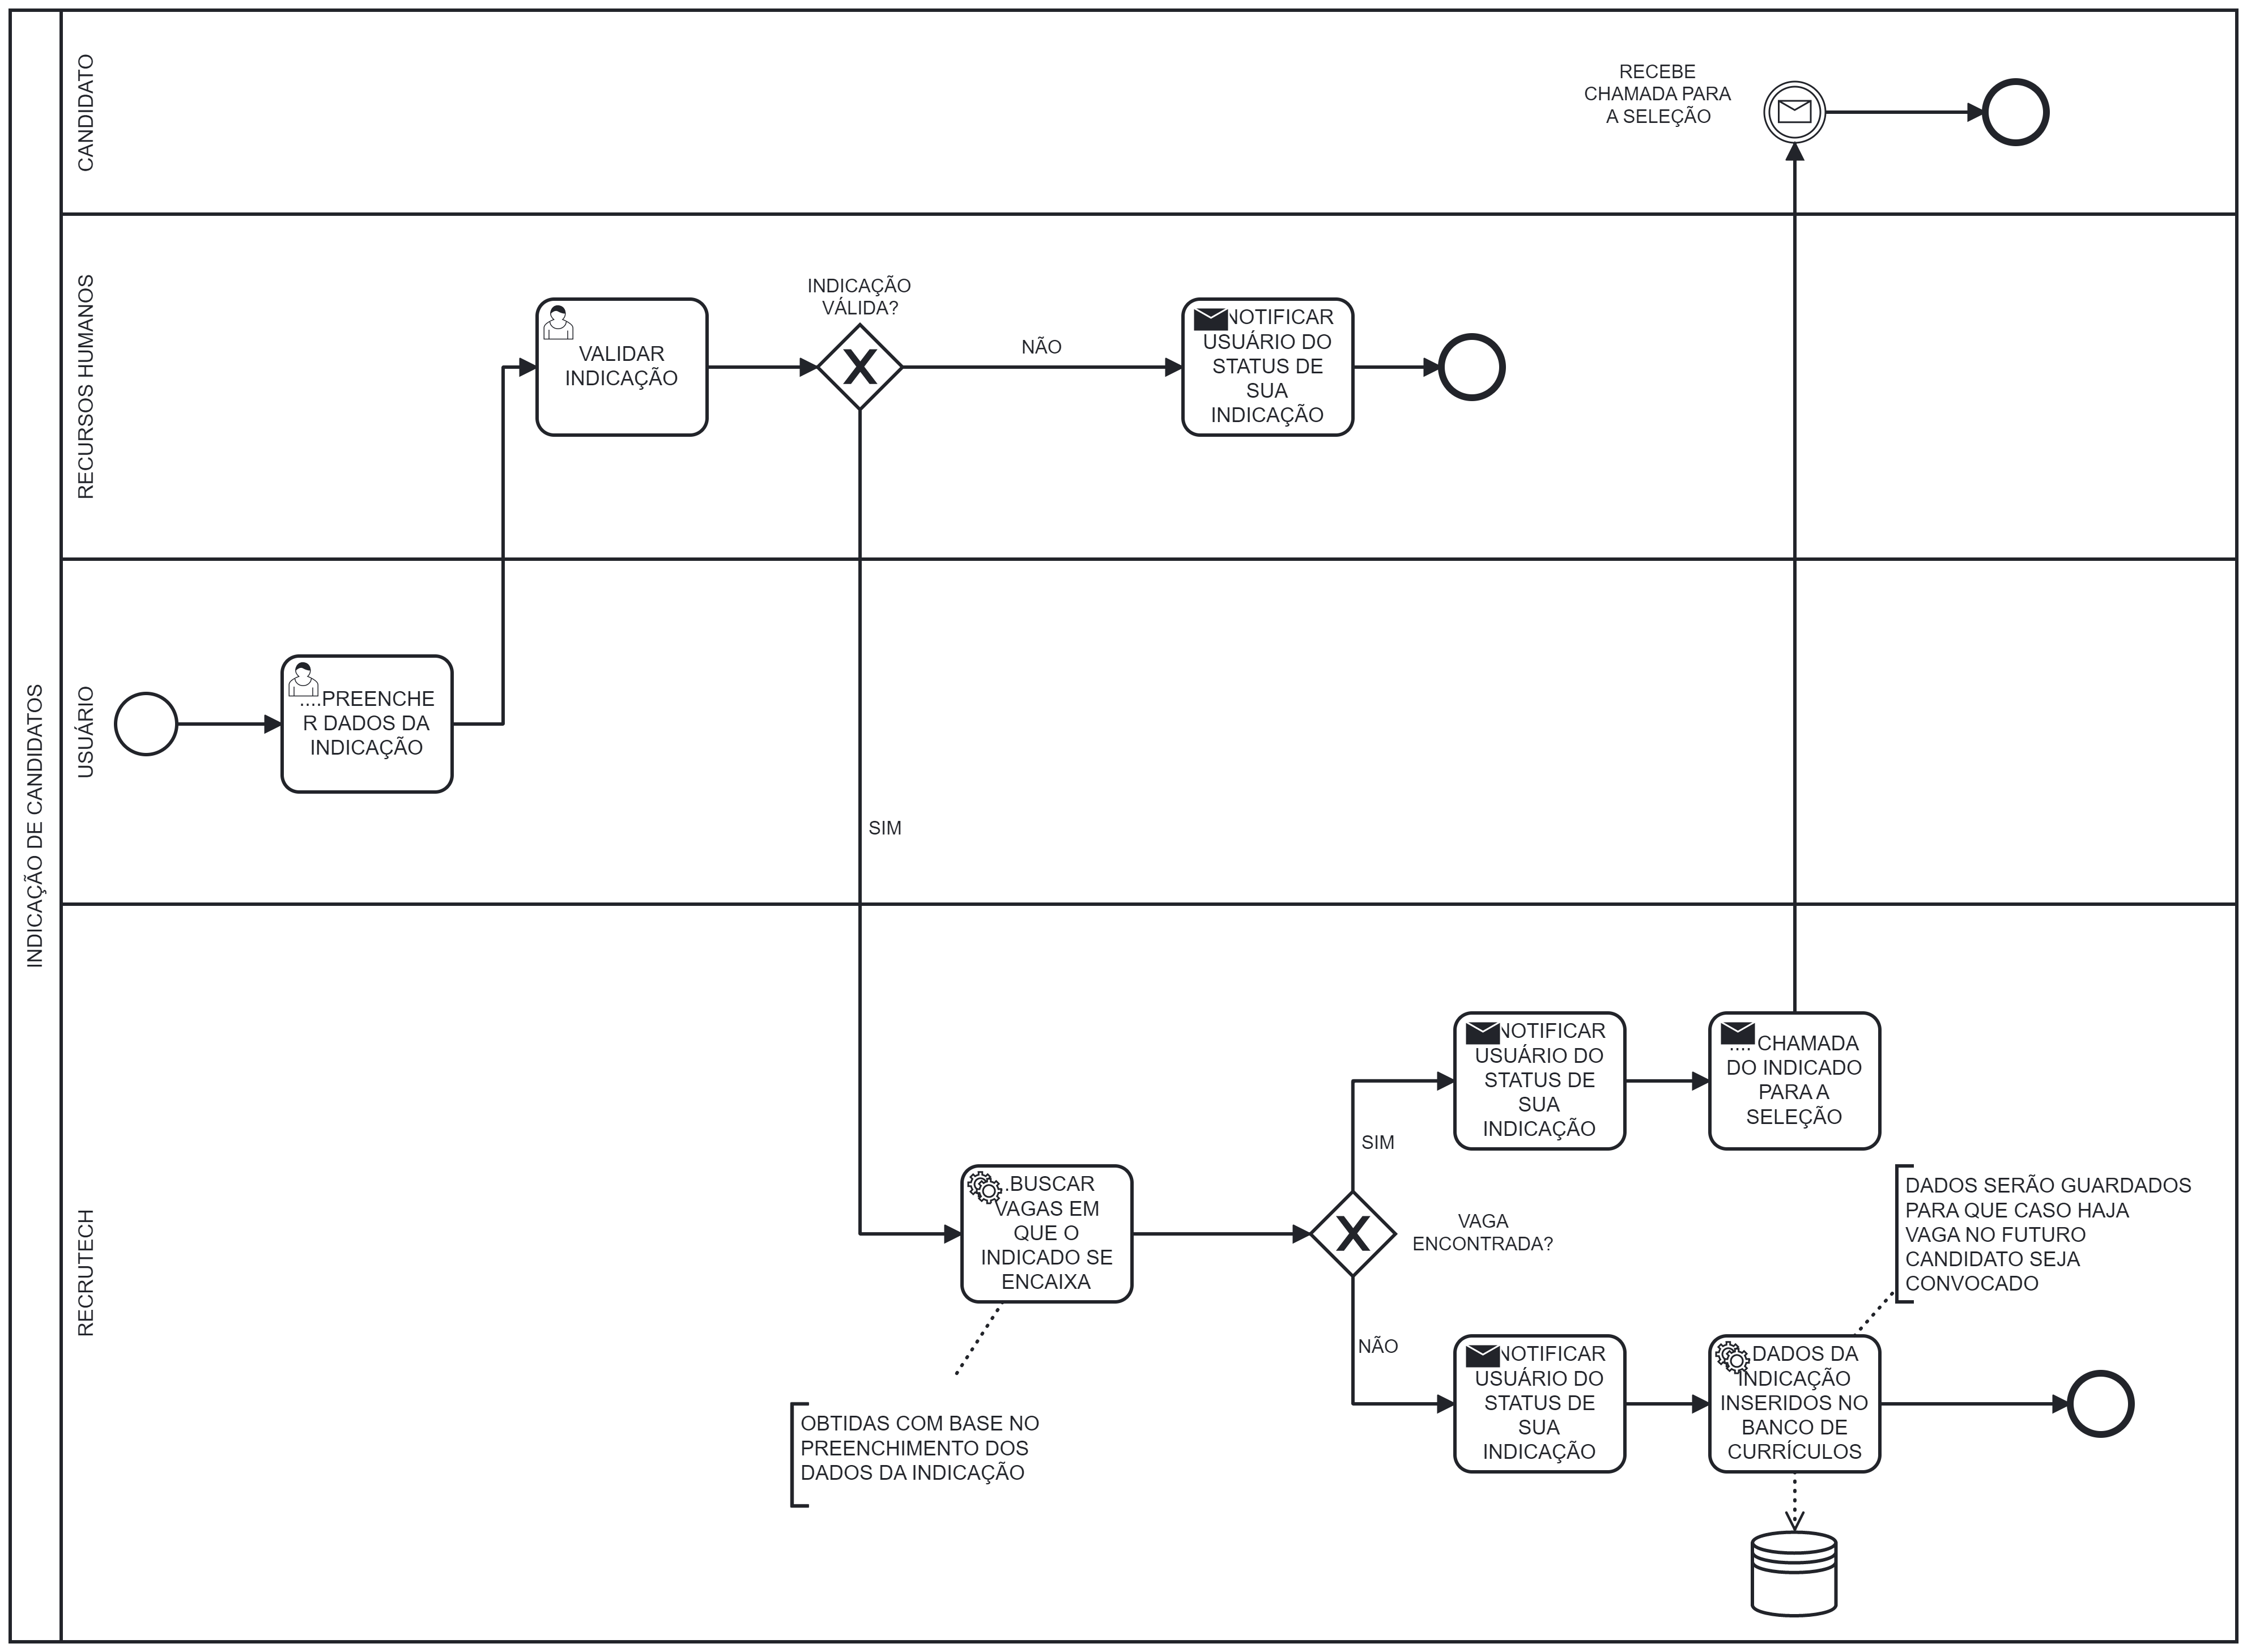 INDICAÇÃO DE CANDIDATOS
CANDIDATO
RECEBE
CHAMADA PARA
A SELEÇÃO
RECURSOS HUMANOS
VALIDAR
INDICAÇÃO
INDICAÇÃO
VÁLIDA?
NÃO
NOTIFICAR
USUÁRIO DO
STATUS DE
SUA
INDICAÇÃO
USUÁRIO
....PREENCHE
R DADOS DA
INDICAÇÃO
SIM
RECRUTECH
.BUSCAR
VAGAS EM
QUE O
INDICADO SE
ENCAIXA
OBTIDAS COM BASE NO
PREENCHIMENTO DOS
DADOS DA INDICAÇÃO
VAGA
ENCONTRADA?
SIM
NOTIFICAR
USUÁRIO DO
STATUS DE
SUA
INDICAÇÃO
.... CHAMADA
DO INDICADO
PARA A
SELEÇÃO
NÃO
NOTIFICAR
USUÁRIO DO
STATUS DE
SUA
INDICAÇÃO
DADOS DA
INDICAÇÃO
INSERIDOS NO
BANCO DE
CURRÍCULOS
DADOS SERÃO GUARDADOS
PARA QUE CASO HAJA
VAGA NO FUTURO
CANDIDATO SEJA
CONVOCADO